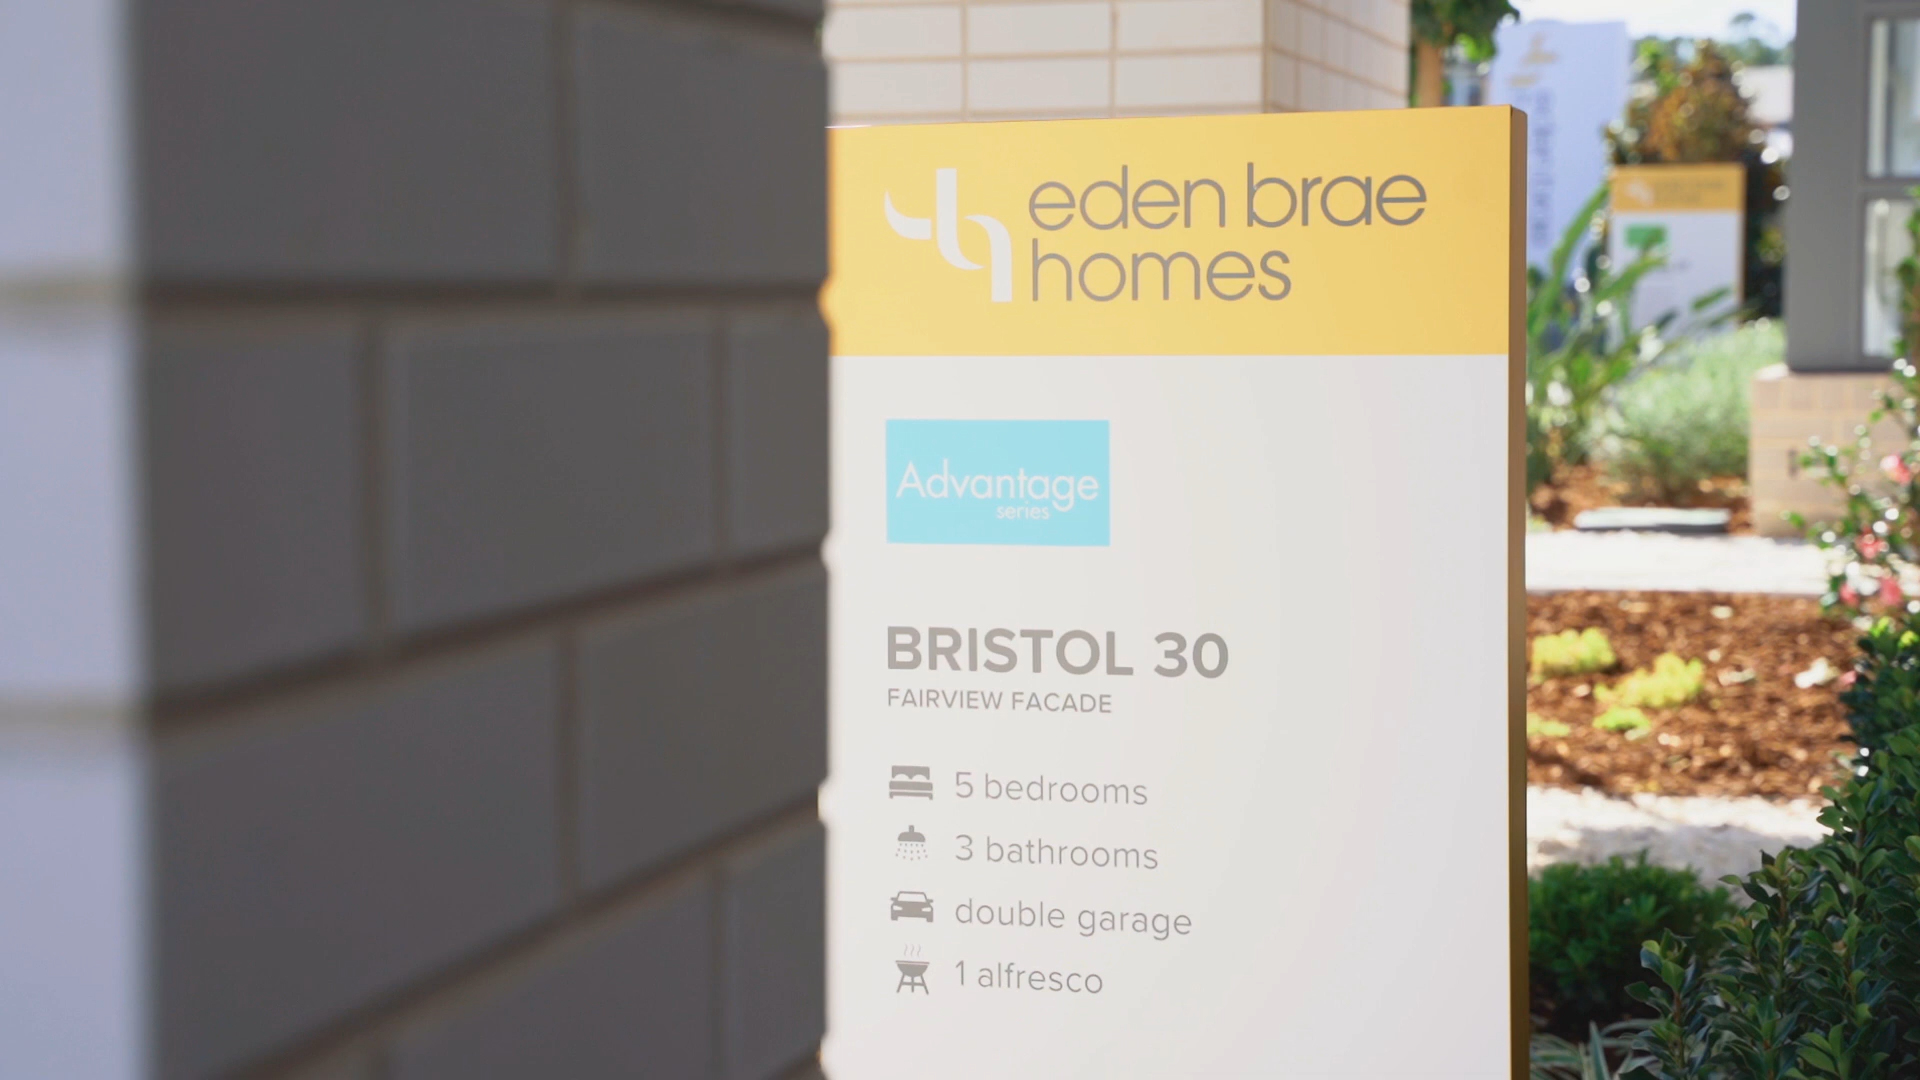 eden brae
homes
Advantage
series
BRISTOL 30
FAIRVIEW FACADE
5 bedrooms
3 bathrooms
double garage
1 alfresco